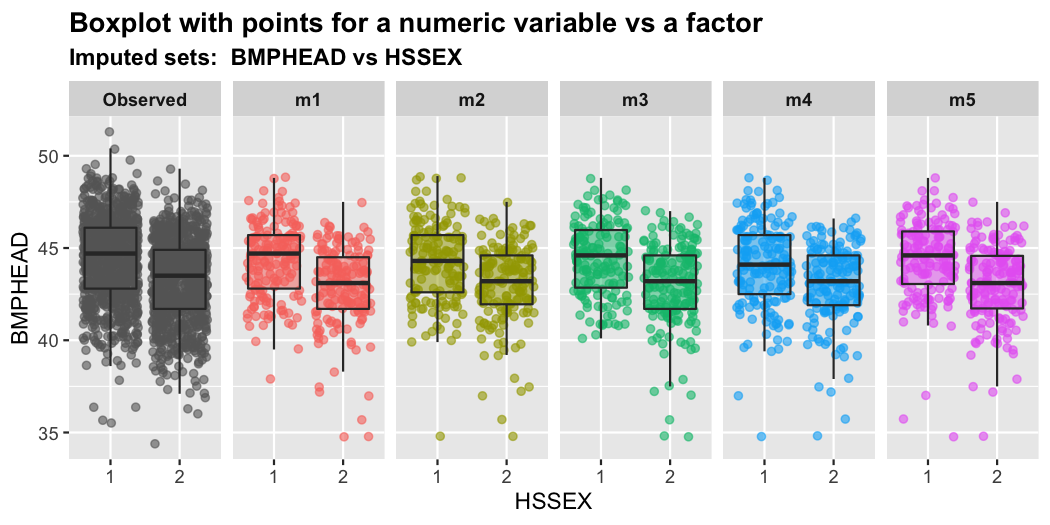 Boxplot with points for a numeric variable vs a factor
Imputed sets:  BMPHEAD vs HSSEX
Observed m1 m2 m3 m4 m5
50
45
40
35
BMPHEAD
1 2 1 2 1 2 1 2 1 2 1 2
HSSEX